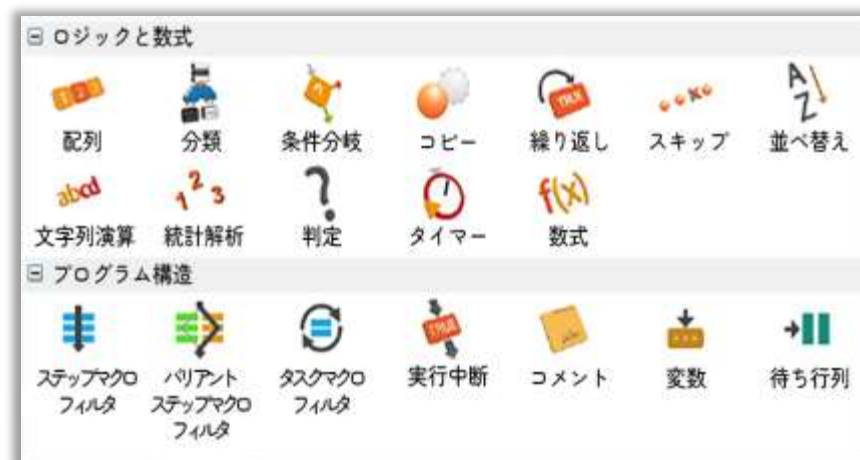 ロジックと数式
配列 分類 条件分岐 コピー 繰り返し スキップ 並べ替え
文字列演算 統計解析 判定 タイマー 数式
プログラム構造
ステップマクロ バリアント タスクマクロ 実行中断 コメント 変数 待ち行列
フィルタ ステップマクロ フィルタ
フィルタ